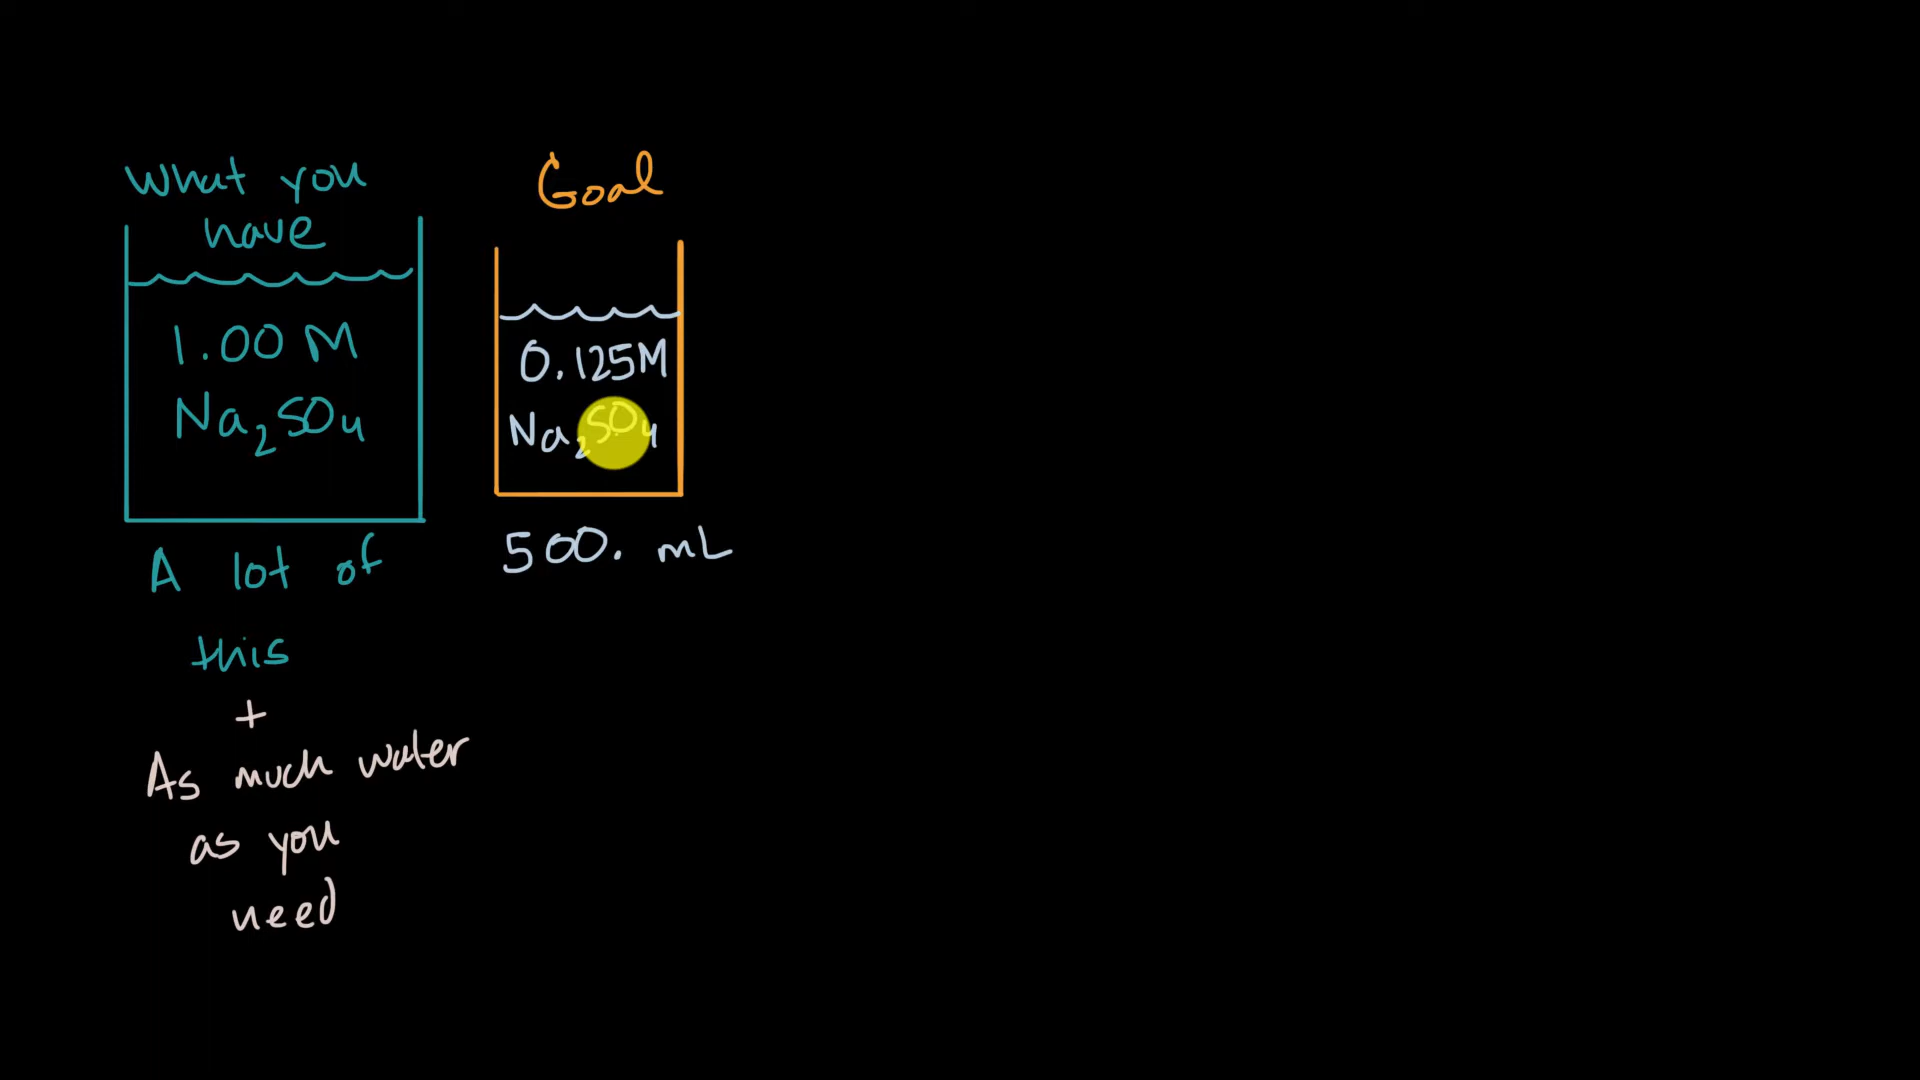 What you
have
1.00 M
Na₂SO₄
A lot of
this
+
As much water
as you
need
Goal
0.125M
Na₂SO₄
500. mL